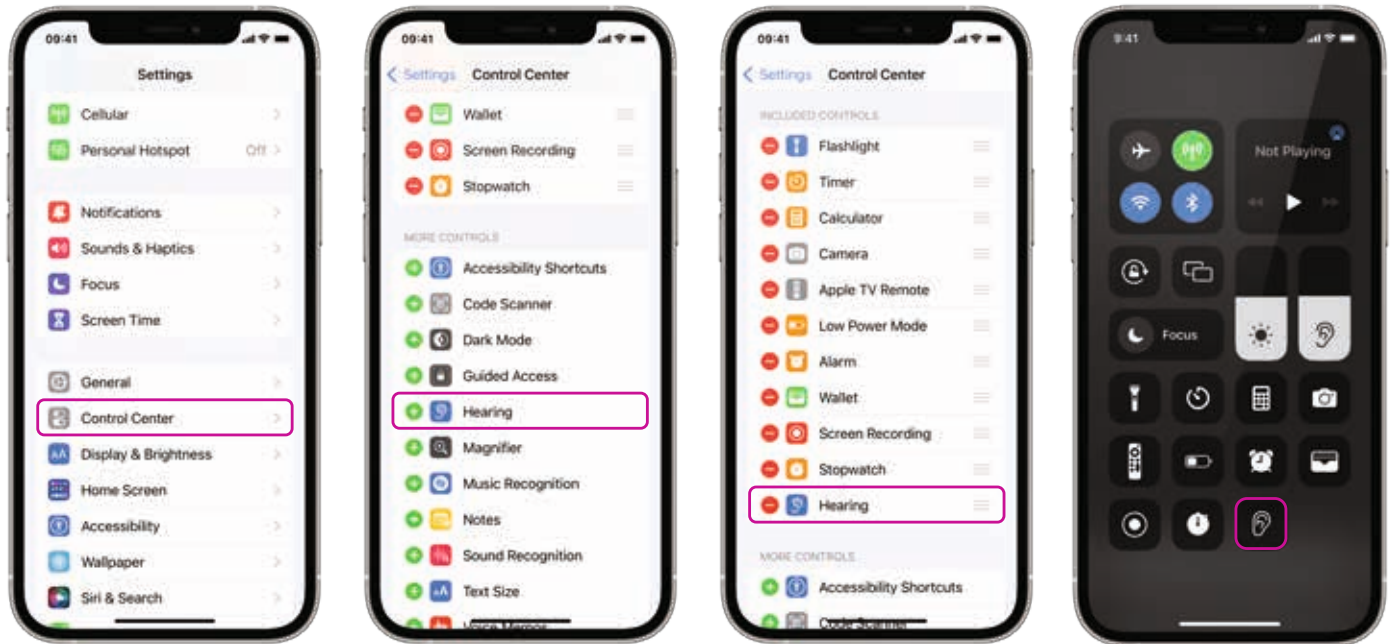 09:41
Settings
Cellular
Personal Hotspot Off
Notifications
Sounds & Haptics
Focus
Screen Time
General
Control Center
Display & Brightness
Home Screen
Accessibility
Wallpaper
Siri & Search
09:41
Settings Control Center
Wallet
Screen Recording
Stopwatch
MORE CONTROLS
Accessibility Shortcuts
Code Scanner
Dark Mode
Guided Access
Hearing
Magnifier
Music Recognition
Notes
Sound Recognition
Text Size
Voice Memos
09:41
Settings Control Center
INCLUDED CONTROLS
Flashlight
Timer
Calculator
Camera
Apple TV Remote
Low Power Mode
Alarm
Wallet
Screen Recording
Stopwatch
Hearing
MORE CONTROLS
Accessibility Shortcuts
Code Scanner
9:41
Not Playing
Focus